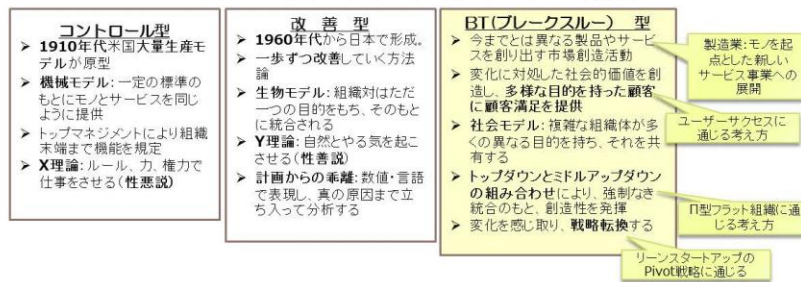 コントロール型
➤ 1910年代米国大量生産モ
デルが原型
➤ 機械モデル: 一定の標準の
もとにモノとサービスを同じ
ように提供
➤ トップマネジメントにより組織
末端まで機能を規定
➤ X理論: ルール、力、権力で
仕事をさせる(性悪説)
改 善 型
➤ 1960年代から日本で形成。
➤ 一歩ずつ改善していく方法
論
➤ 生物モデル: 組織対はただ
一つの目的をもち、そのもと
に統合される
➤ Y理論: 自然とやる気を起こ
させる(性善説)
➤ 計画からの乖離: 数値・言語
で表現し、真の原因まで立
ち入って分析する
BT(ブレークスルー) 型
➤ 今までとは異なる製品やサービ
スを創り出す市場創造活動
➤ 変化に対処した社会的価値を創
造し、多様な目的を持った顧客
に顧客満足を提供
➤ 社会モデル: 複雑な組織体が多
くの異なる目的を持ち、それを共
有する
➤ トップダウンとミドルアップダウン
の組み合わせにより、強制なき
統合のもと、創造性を発揮
➤ 変化を感じ取り、戦略転換する
製造業: モノを起
点とした新しい
サービス事業への
展開
ユーザーサクセスに
通じる考え方
Π型フラット組織に通
じる考え方
リーンスタートアップの
Pivot戦略に通じる